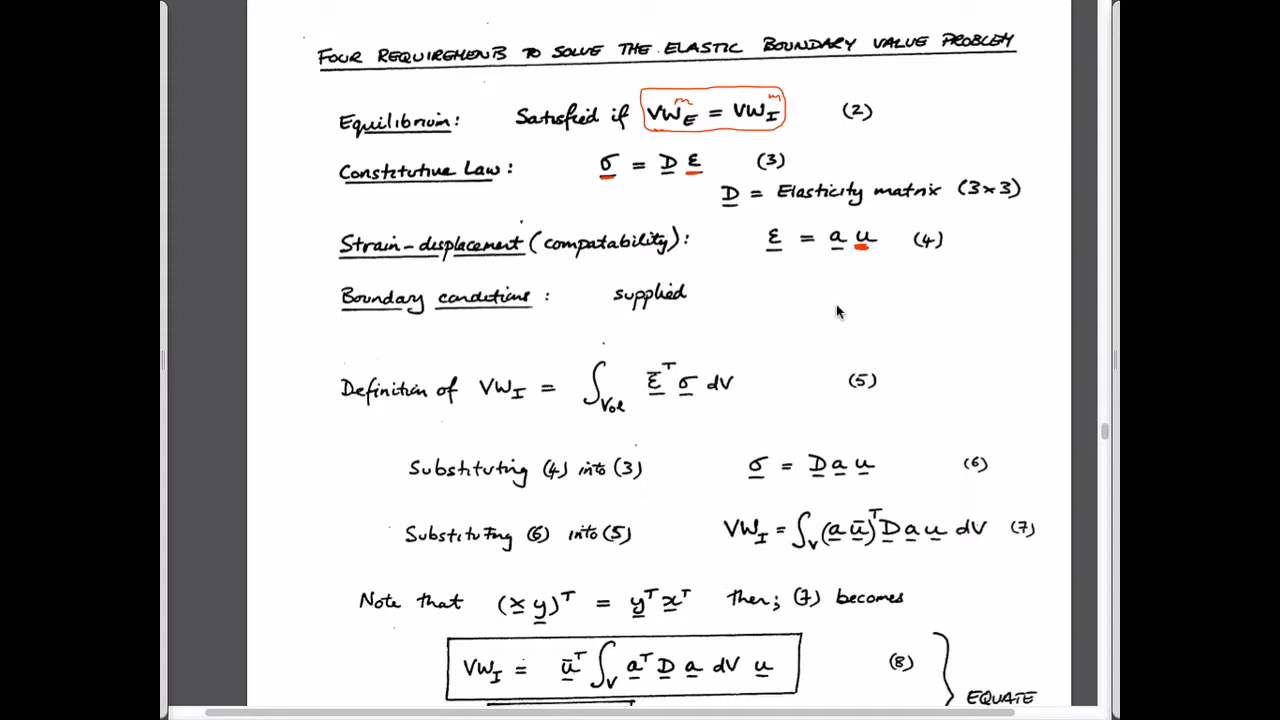 FOUR REQUIREMENTS TO SOLVE THE ELASTIC BOUNDARY VALUE PROBLEM
Equilibrium: Satisfied if VW_E^m = VW_I^m (2)
Constitutive Law: σ = D ε (3)
D = Elasticity matrix (3×3)
Strain-displacement (compatability): ε = a u (4)
Boundary conditions: supplied
Definition of VW_I = ∫_Vol ε̄^T σ dV (5)
Substituting (4) into (3) σ = D a u (6)
Substituting (6) into (5) VW_I = ∫_V (a ū)^T D a u dV (7)
Note that (x y)^T = y^T x^T then; (7) becomes
VW_I = ū^T ∫_V a^T D a dV u (8)
EQUATE